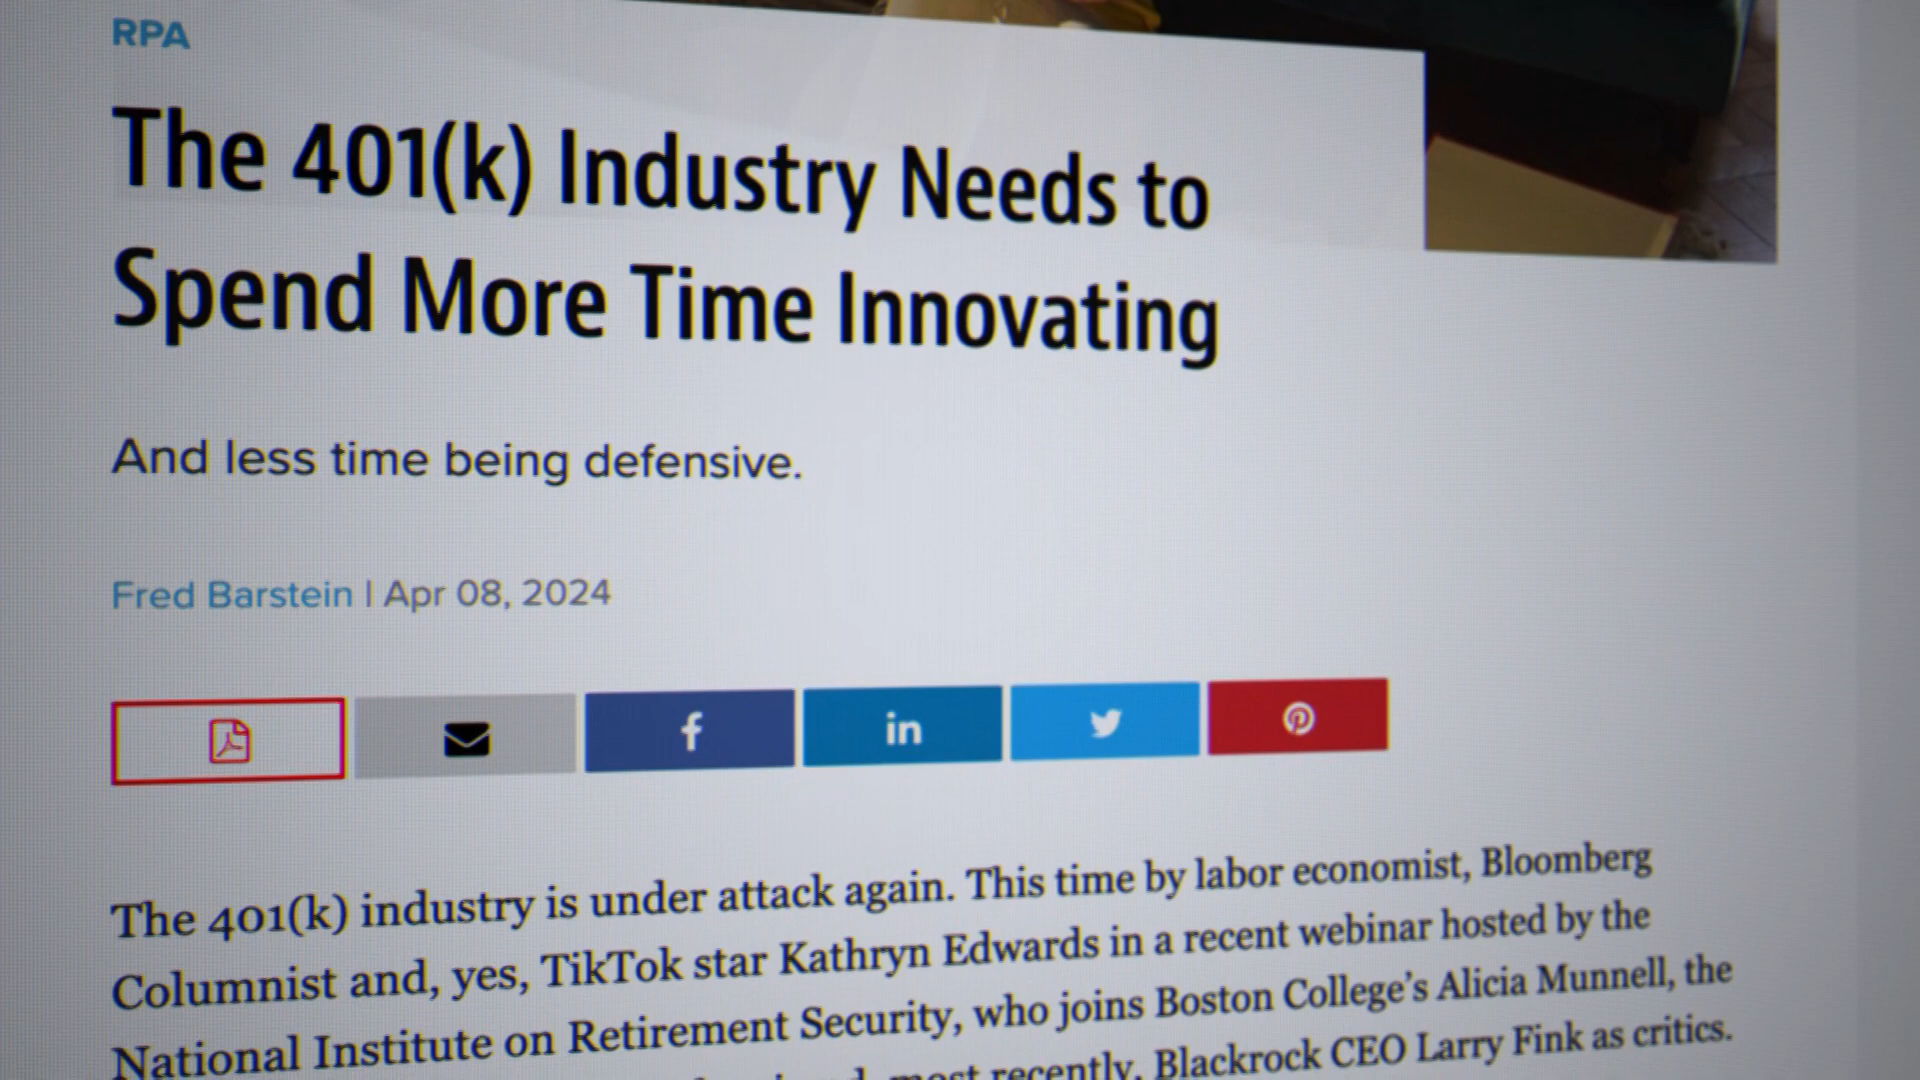 RPA
The 401(k) Industry Needs to
Spend More Time Innovating
And less time being defensive.
Fred Barstein | Apr 08, 2024
f
in
The 401(k) industry is under attack again. This time by labor economist, Bloomberg
Columnist and, yes, TikTok star Kathryn Edwards in a recent webinar hosted by the
National Institute on Retirement Security, who joins Boston College’s Alicia Munnell, the
most recently, Blackrock CEO Larry Fink as critics.